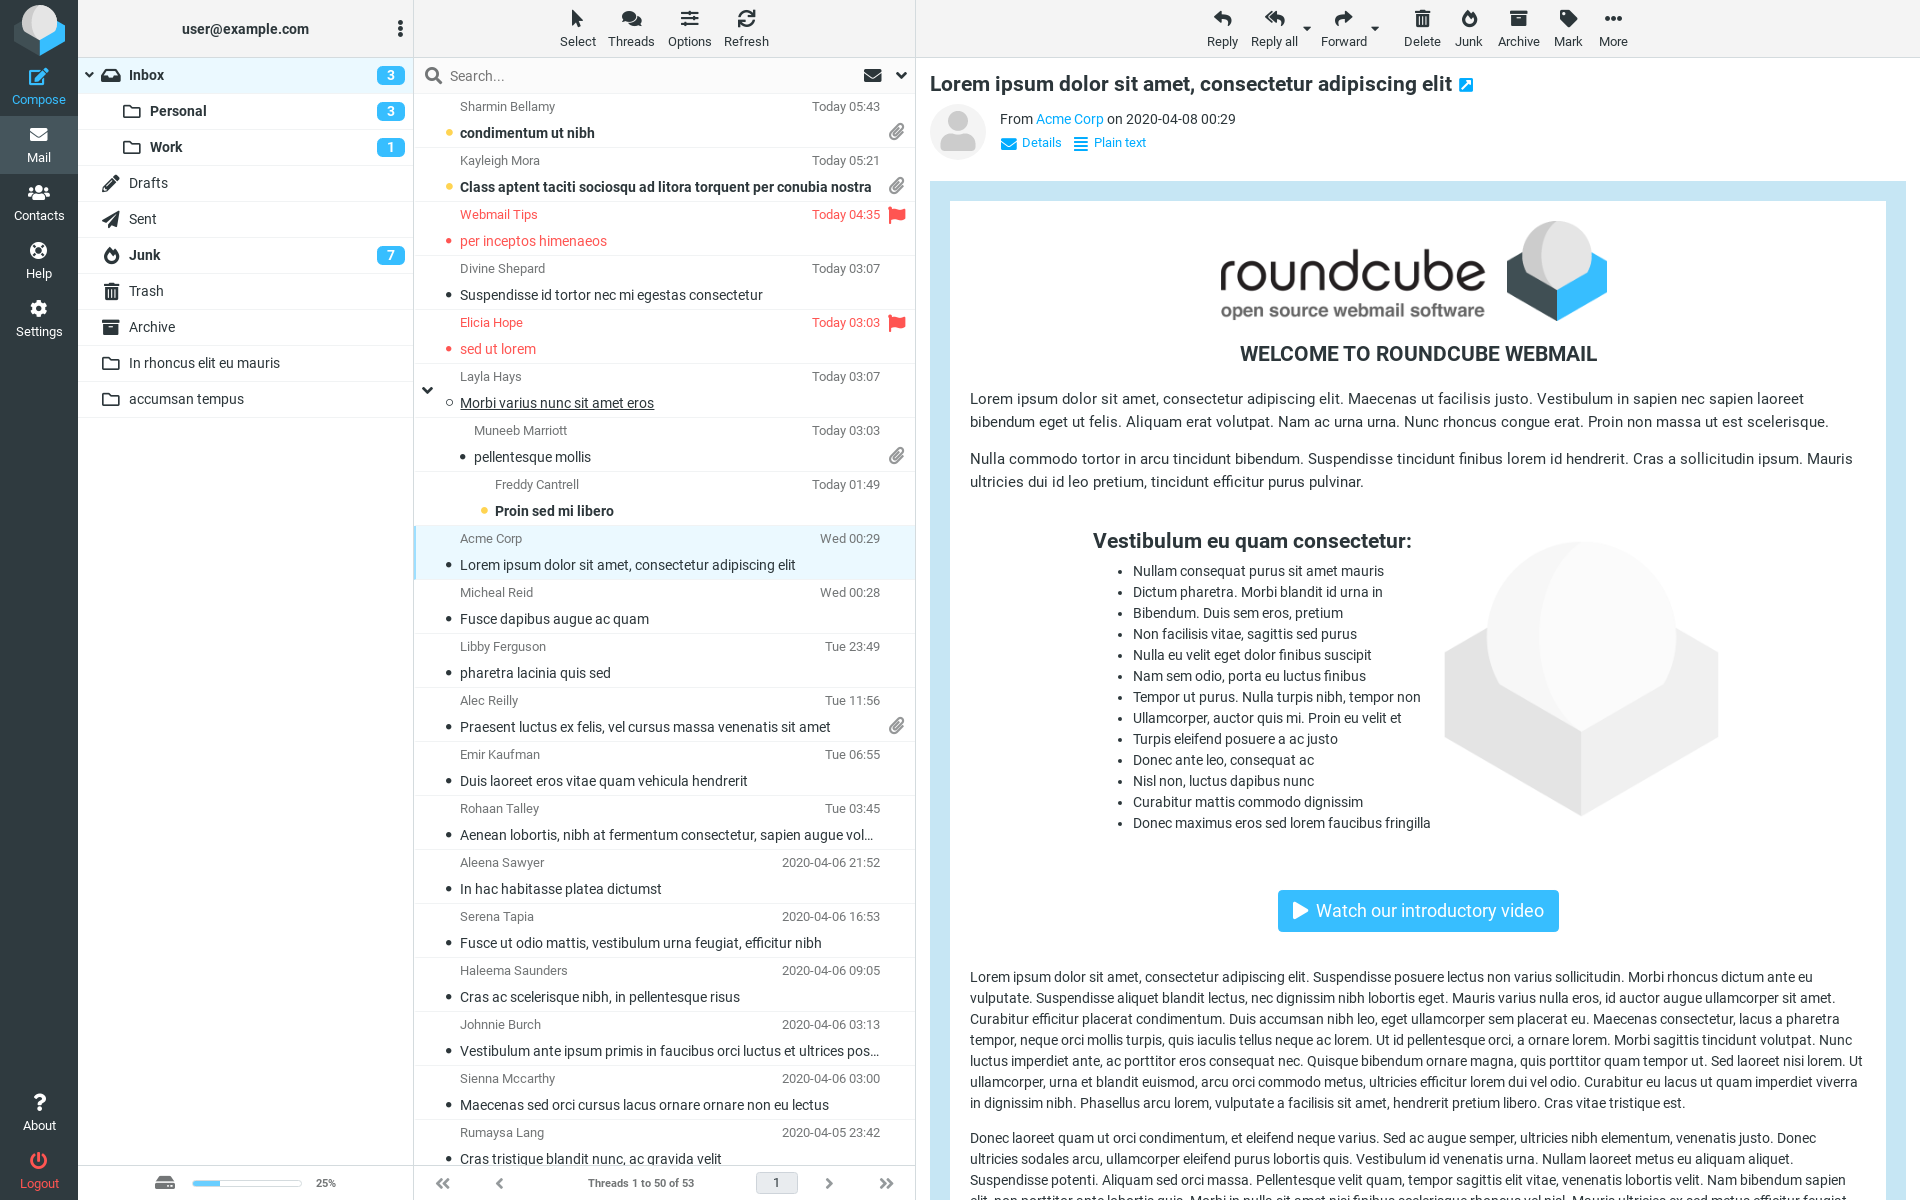 Compose
Mail
Contacts
Help
Settings
About
Logout
user@example.com
Inbox 3
Personal 3
Work 1
Drafts
Sent
Junk 7
Trash
Archive
In rhoncus elit eu mauris
accumsan tempus
25%
Select Threads Options Refresh
Search...
Sharmin Bellamy Today 05:43
condimentum ut nibh
Kayleigh Mora Today 05:21
Class aptent taciti sociosqu ad litora torquent per conubia nostra
Webmail Tips Today 04:35
per inceptos himenaeos
Divine Shepard Today 03:07
Suspendisse id tortor nec mi egestas consectetur
Elicia Hope Today 03:03
sed ut lorem
Layla Hays Today 03:07
Morbi varius nunc sit amet eros
Muneeb Marriott Today 03:03
pellentesque mollis
Freddy Cantrell Today 01:49
Proin sed mi libero
Acme Corp Wed 00:29
Lorem ipsum dolor sit amet, consectetur adipiscing elit
Micheal Reid Wed 00:28
Fusce dapibus augue ac quam
Libby Ferguson Tue 23:49
pharetra lacinia quis sed
Alec Reilly Tue 11:56
Praesent luctus ex felis, vel cursus massa venenatis sit amet
Emir Kaufman Tue 06:55
Duis laoreet eros vitae quam vehicula hendrerit
Rohaan Talley Tue 03:45
Aenean lobortis, nibh at fermentum consectetur, sapien augue vol...
Aleena Sawyer 2020-04-06 21:52
In hac habitasse platea dictumst
Serena Tapia 2020-04-06 16:53
Fusce ut odio mattis, vestibulum urna feugiat, efficitur nibh
Haleema Saunders 2020-04-06 09:05
Cras ac scelerisque nibh, in pellentesque risus
Johnnie Burch 2020-04-06 03:13
Vestibulum ante ipsum primis in faucibus orci luctus et ultrices pos...
Sienna Mccarthy 2020-04-06 03:00
Maecenas sed orci cursus lacus ornare ornare non eu lectus
Rumaysa Lang 2020-04-05 23:42
Cras tristique blandit nunc, ac gravida velit
Threads 1 to 50 of 53 1
Reply Reply all Forward Delete Junk Archive Mark More
Lorem ipsum dolor sit amet, consectetur adipiscing elit
From Acme Corp on 2020-04-08 00:29
Details Plain text
roundcube
open source webmail software
WELCOME TO ROUNDCUBE WEBMAIL
Lorem ipsum dolor sit amet, consectetur adipiscing elit. Maecenas ut facilisis justo. Vestibulum in sapien nec sapien laoreet
bibendum eget ut felis. Aliquam erat volutpat. Nam ac urna urna. Nunc rhoncus congue erat. Proin non massa ut est scelerisque.
Nulla commodo tortor in arcu tincidunt bibendum. Suspendisse tincidunt finibus lorem id hendrerit. Cras a sollicitudin ipsum. Mauris
ultricies dui id leo pretium, tincidunt efficitur purus pulvinar.
Vestibulum eu quam consectetur:
Nullam consequat purus sit amet mauris
Dictum pharetra. Morbi blandit id urna in
Bibendum. Duis sem eros, pretium
Non facilisis vitae, sagittis sed purus
Nulla eu velit eget dolor finibus suscipit
Nam sem odio, porta eu luctus finibus
Tempor ut purus. Nulla turpis nibh, tempor non
Ullamcorper, auctor quis mi. Proin eu velit et
Turpis eleifend posuere a ac justo
Donec ante leo, consequat ac
Nisl non, luctus dapibus nunc
Curabitur mattis commodo dignissim
Donec maximus eros sed lorem faucibus fringilla
Watch our introductory video
Lorem ipsum dolor sit amet, consectetur adipiscing elit. Suspendisse posuere lectus non varius sollicitudin. Morbi rhoncus dictum ante eu
vulputate. Suspendisse aliquet blandit lectus, nec dignissim nibh lobortis eget. Mauris varius nulla eros, id auctor augue ullamcorper sit amet.
Curabitur efficitur placerat condimentum. Duis accumsan nibh leo, eget ullamcorper sem placerat eu. Maecenas consectetur, lacus a pharetra
tempor, neque orci mollis turpis, quis iaculis tellus neque ac lorem. Ut id pellentesque orci, a ornare lorem. Morbi sagittis tincidunt volutpat. Nunc
luctus imperdiet ante, ac porttitor eros consequat nec. Quisque bibendum ornare magna, quis porttitor quam tempor ut. Sed laoreet nisi lorem. Ut
ullamcorper, urna et blandit euismod, arcu orci commodo metus, ultricies efficitur lorem dui vel odio. Curabitur eu lacus ut quam imperdiet viverra
in dignissim nibh. Phasellus arcu lorem, vulputate a facilisis sit amet, hendrerit pretium libero. Cras vitae tristique est.
Donec laoreet quam ut orci condimentum, et eleifend neque varius. Sed ac augue semper, ultricies nibh elementum, venenatis justo. Donec
ultricies sodales arcu, ullamcorper eleifend purus lobortis quis. Vestibulum id venenatis urna. Nullam laoreet metus eu aliquam aliquet.
Suspendisse potenti. Aliquam sed orci massa. Pellentesque velit quam, tempor sagittis elit vitae, venenatis lobortis velit. Nam bibendum sapien